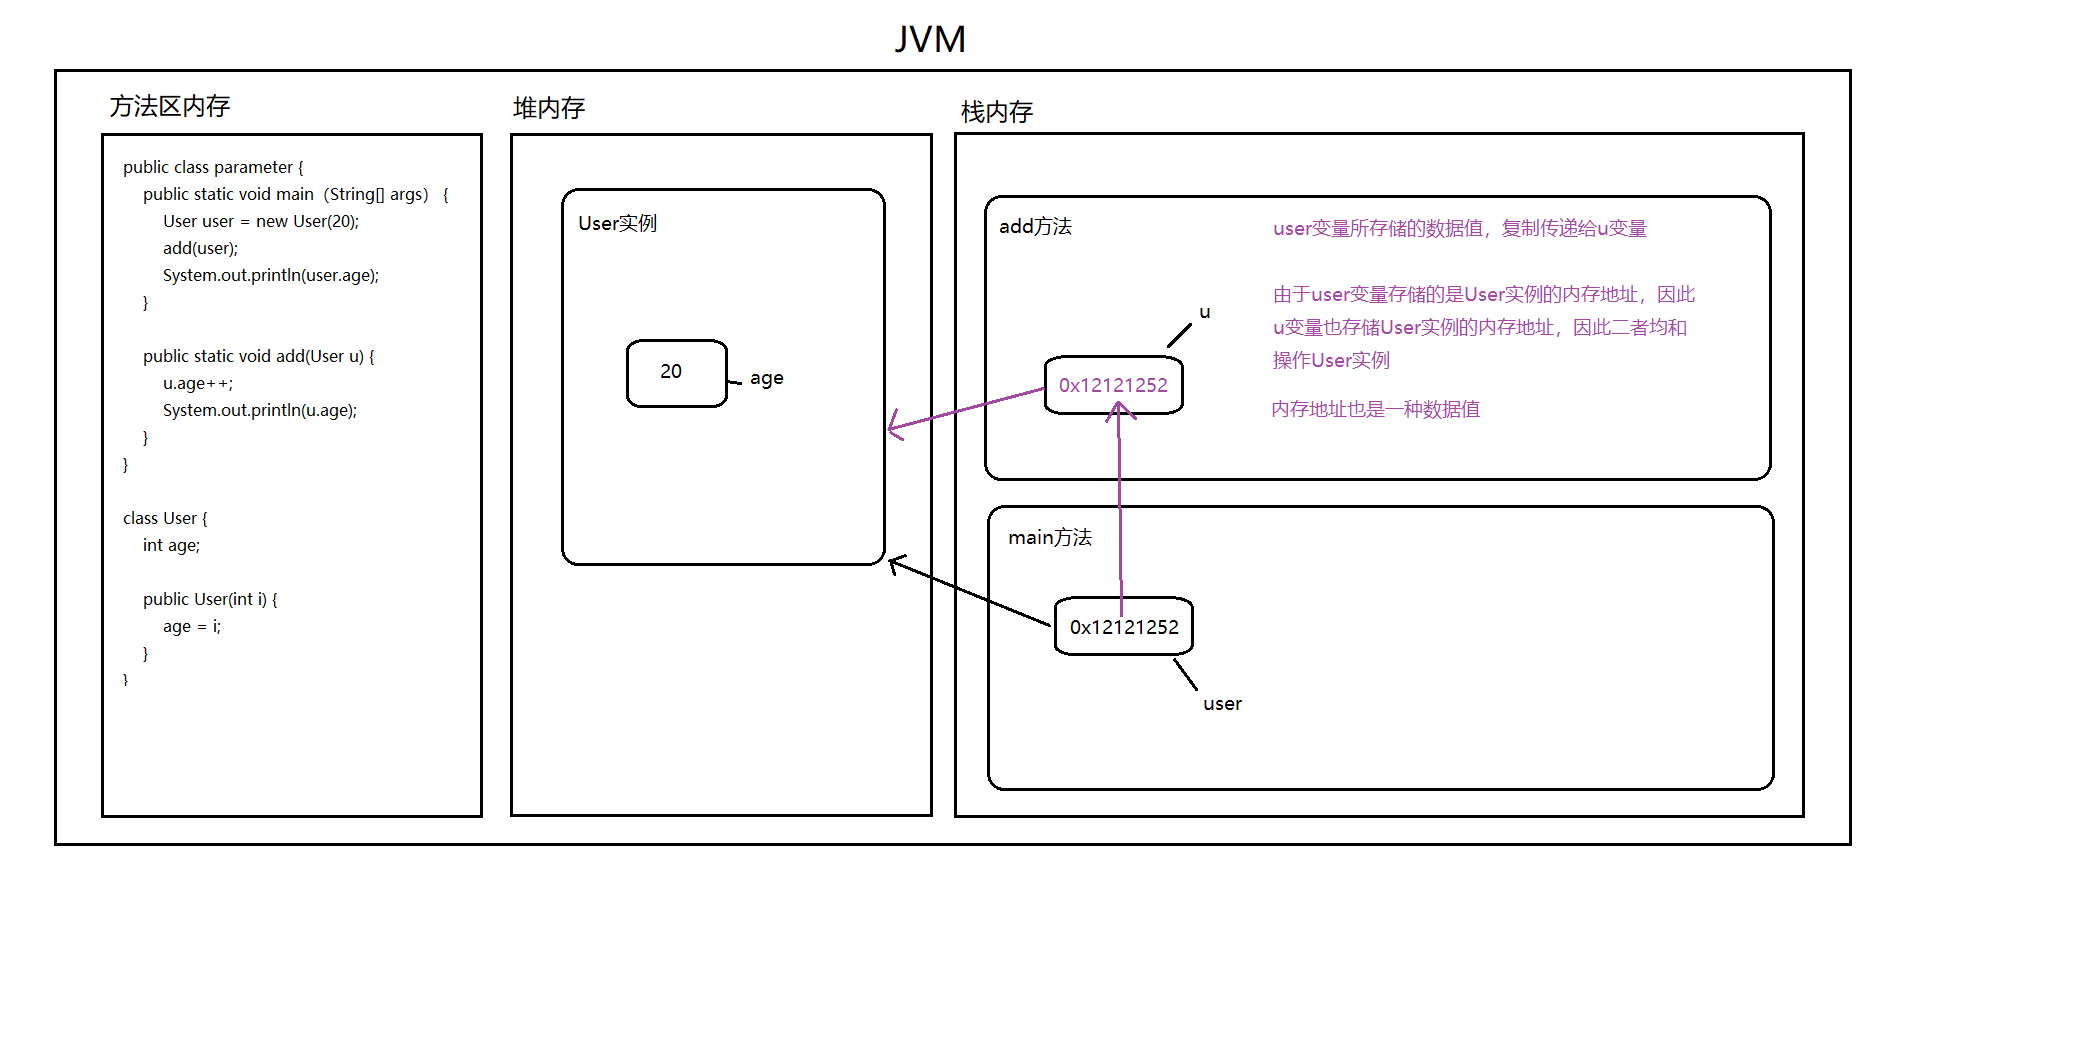 JVM
方法区内存
public class parameter {
public static void main（String[] args） {
User user = new User(20);
add(user);
System.out.println(user.age);
}
public static void add(User u) {
u.age++;
System.out.println(u.age);
}
}
class User {
int age;
public User(int i) {
age = i;
}
}
堆内存
User实例
20
age
栈内存
add方法
user变量所存储的数据值，复制传递给u变量
由于user变量存储的是User实例的内存地址，因此
u变量也存储User实例的内存地址，因此二者均和
操作User实例
内存地址也是一种数据值
u
0x12121252
main方法
0x12121252
user